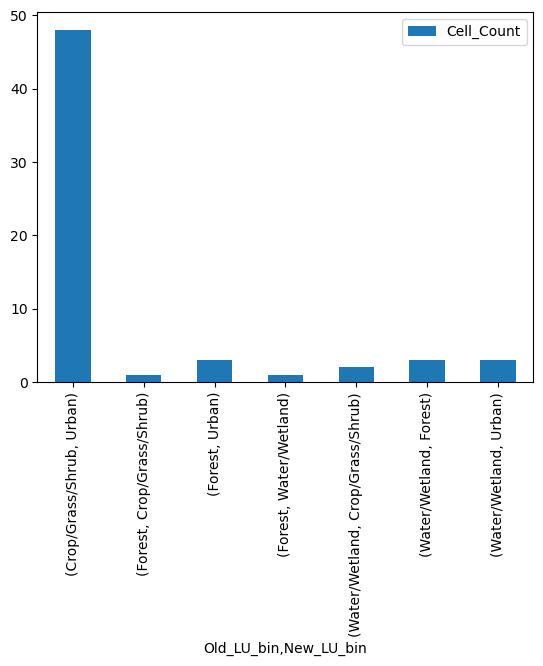 50
40
30
20
10
0
Cell_Count
(Crop/Grass/Shrub, Urban)
(Forest, Crop/Grass/Shrub)
(Forest, Urban)
(Forest, Water/Wetland)
(Water/Wetland, Crop/Grass/Shrub)
(Water/Wetland, Forest)
(Water/Wetland, Urban)
Old_LU_bin,New_LU_bin